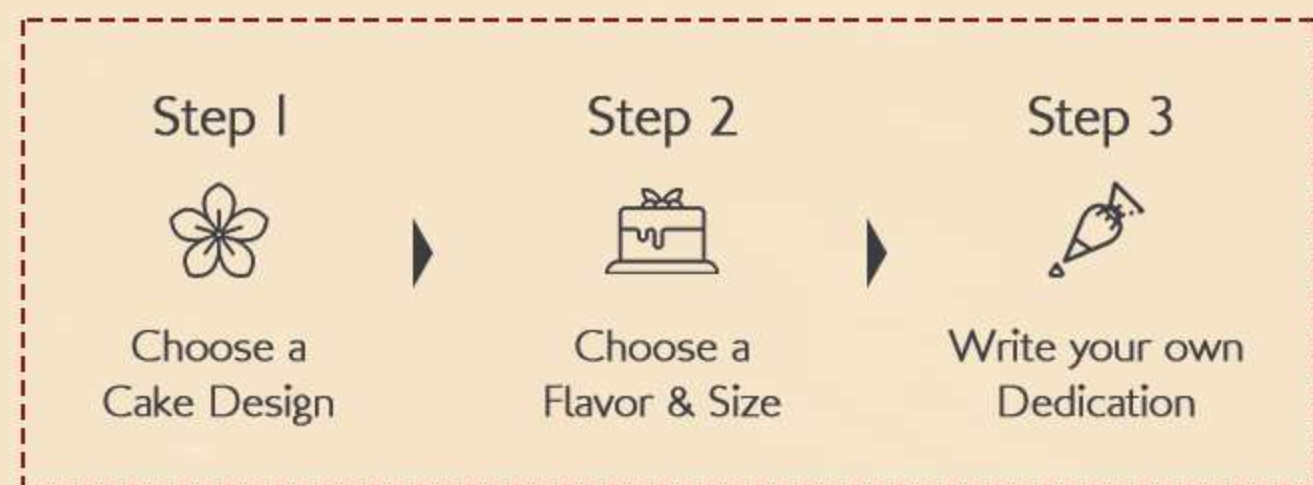 Step 1
Choose a
Cake Design
Step 2
Choose a
Flavor & Size
Step 3
Write your own
Dedication